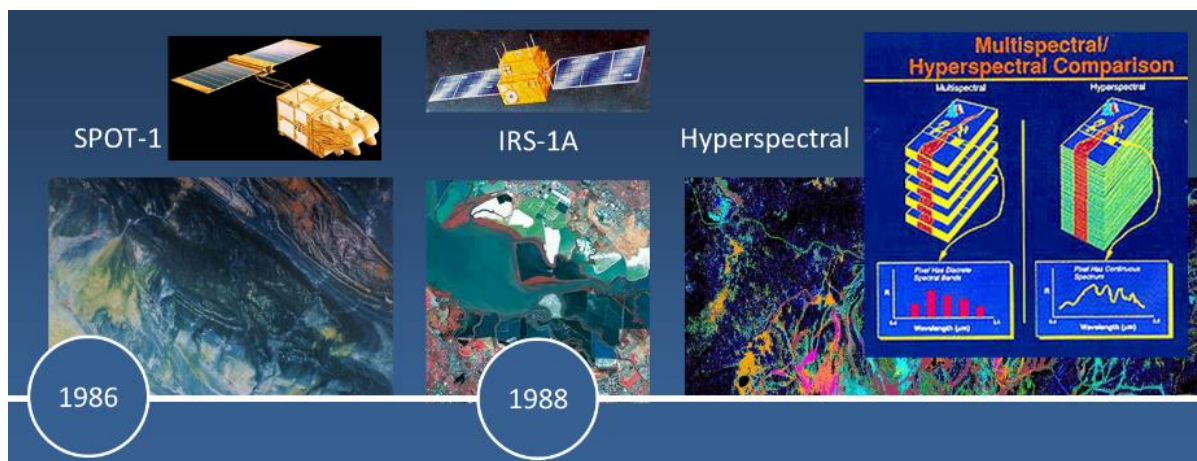 SPOT-1
IRS-1A
Hyperspectral
Multispectral/
Hyperspectral Comparison
Multispectral
Hyperspectral
Pixel Has Discrete
Spectral Bands
R
Wavelength (μm)
Pixel Has Continuous
Spectrum
R
Wavelength (μm)
1986
1988